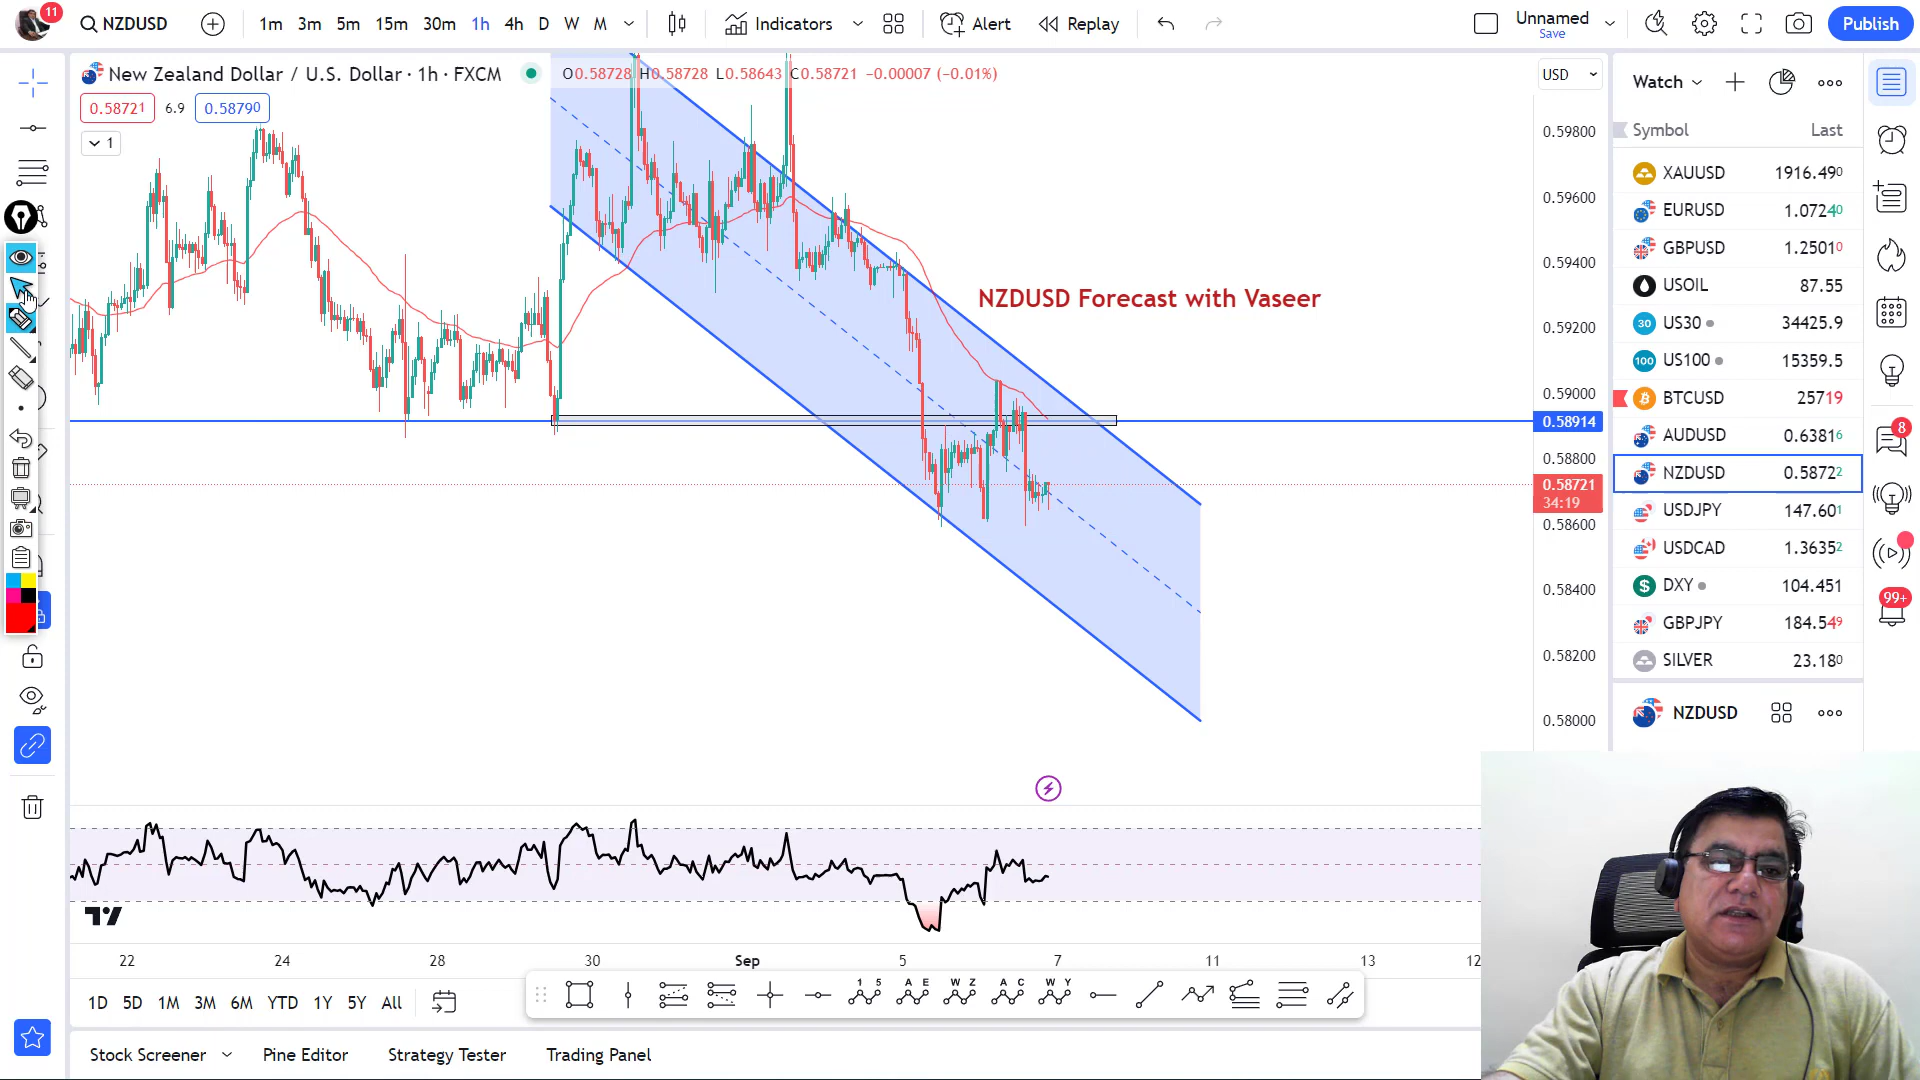 11
NZDUSD
1m 3m 5m 15m 30m 1h 4h D W M
Indicators
Alert
Replay
Unnamed
Save
Publish
New Zealand Dollar / U.S. Dollar · 1h · FXCM
O0.58728 H0.58728 L0.58643 C0.58721 −0.00007 (−0.01%)
0.58721 6.9 0.58790
1
USD
0.59800
0.59600
0.59400
0.59200
0.59000
0.58914
0.58800
0.58721
34:19
0.58600
0.58400
0.58200
0.58000
NZDUSD Forecast with Vaseer
Watch
Symbol Last
XAUUSD 1916.490
EURUSD 1.07240
GBPUSD 1.25010
USOIL 87.55
30 US30 34425.9
100 US100 15359.5
BTCUSD 25719
AUDUSD 0.63816
NZDUSD 0.58722
USDJPY 147.601
USDCAD 1.36352
DXY 104.451
GBPJPY 184.549
SILVER 23.180
NZDUSD
8
99+
22 24 28 30 Sep 5 7 11 13 12
1D 5D 1M 3M 6M YTD 1Y 5Y All
1 5
A E
W Z
A C
W Y
Stock Screener
Pine Editor
Strategy Tester
Trading Panel